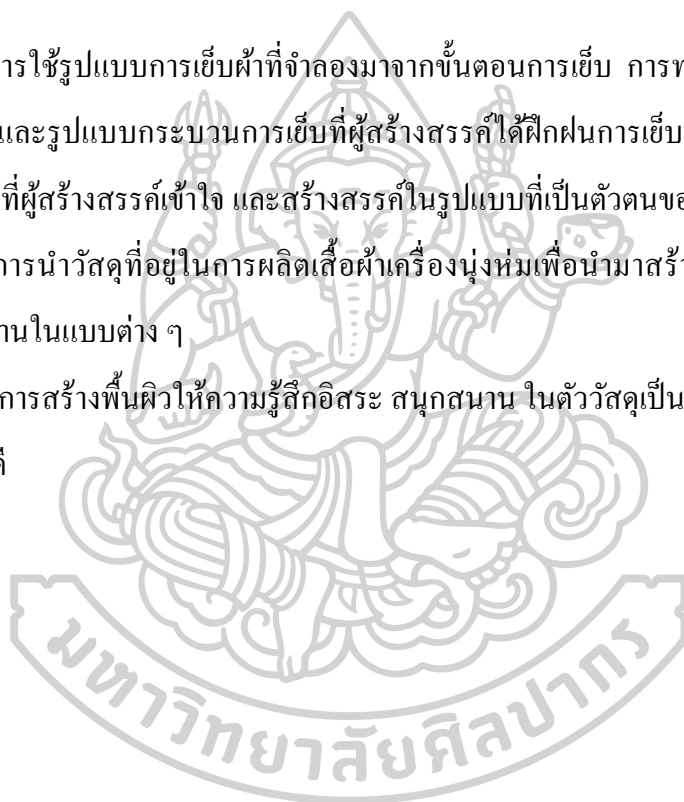 ารใช้รูปแบบการเย็บผ้าที่จำลองมาจากขั้นตอนการเย็บ การท
และรูปแบบกระบวนการเย็บที่ผู้สร้างสรรค์ได้ฝึกฝนการเย็บ
ที่ผู้สร้างสรรค์เข้าใจ และสร้างสรรค์ในรูปแบบที่เป็นตัวตนขอ
การนำวัสดุที่อยู่ในการผลิตเสื้อผ้าเครื่องนุ่งห่มเพื่อนำมาสร้
านในแบบต่าง ๆ
การสร้างพื้นผิวให้ความรู้สึกอิสระ สนุกสนาน ในตัววัสดุเป็น
มหาวิทยาลัยศิลปากร